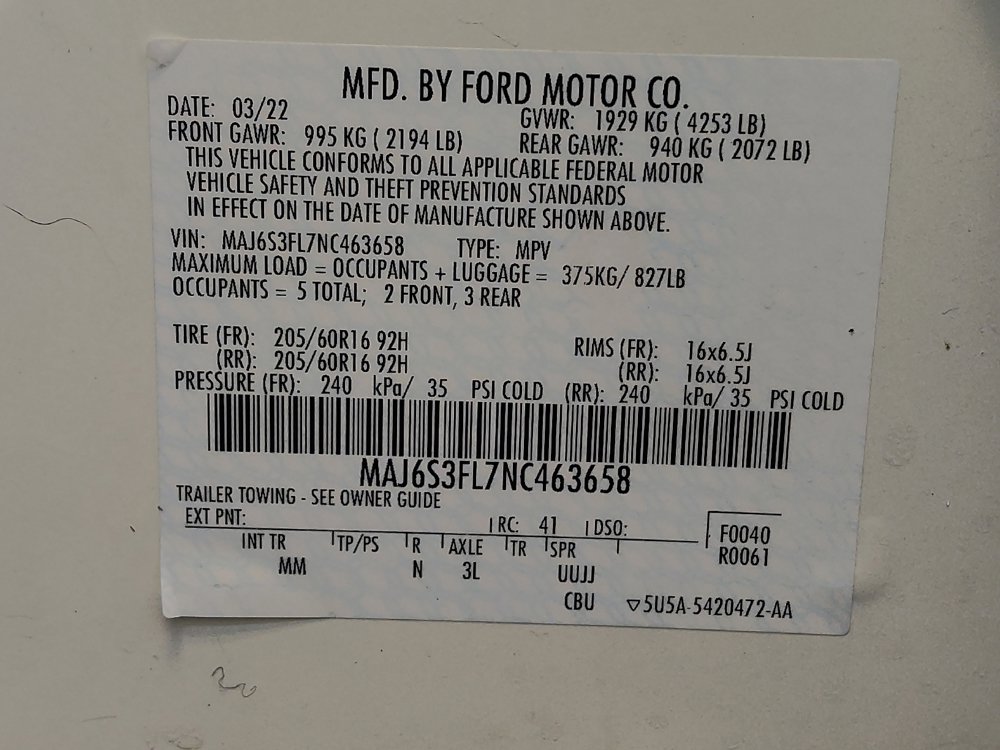 MFD. BY FORD MOTOR CO.
DATE: 03/22 GVWR: 1929 KG ( 4253 LB)
FRONT GAWR: 995 KG ( 2194 LB) REAR GAWR: 940 KG ( 2072 LB)
THIS VEHICLE CONFORMS TO ALL APPLICABLE FEDERAL MOTOR
VEHICLE SAFETY AND THEFT PREVENTION STANDARDS
IN EFFECT ON THE DATE OF MANUFACTURE SHOWN ABOVE.
VIN: MAJ6S3FL7NC463658 TYPE: MPV
MAXIMUM LOAD = OCCUPANTS + LUGGAGE = 375KG/ 827LB
OCCUPANTS = 5 TOTAL; 2 FRONT, 3 REAR
TIRE (FR): 205/60R16 92H RIMS (FR): 16x6.5J
(RR): 205/60R16 92H (RR): 16x6.5J
PRESSURE (FR): 240 kPa/ 35 PSI COLD (RR): 240 kPa/ 35 PSI COLD
MAJ6S3FL7NC463658
TRAILER TOWING - SEE OWNER GUIDE
EXT PNT: RC: 41 DSO: F0040
INT TR TP/PS R AXLE TR SPR R0061
MM N 3L UUJJ
CBU ▽5U5A-5420472-AA